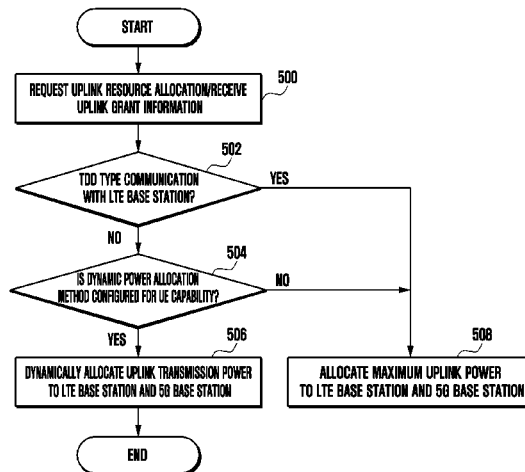 START
500
REQUEST UPLINK RESOURCE ALLOCATION/RECEIVE
UPLINK GRANT INFORMATION
502
TDD TYPE COMMUNICATION
WITH LTE BASE STATION?
YES
NO
504
IS DYNAMIC POWER ALLOCATION
METHOD CONFIGURED FOR UE CAPABILITY?
NO
YES
506
DYNAMICALLY ALLOCATE UPLINK TRANSMISSION POWER
TO LTE BASE STATION AND 5G BASE STATION
508
ALLOCATE MAXIMUM UPLINK POWER
TO LTE BASE STATION AND 5G BASE STATION
END